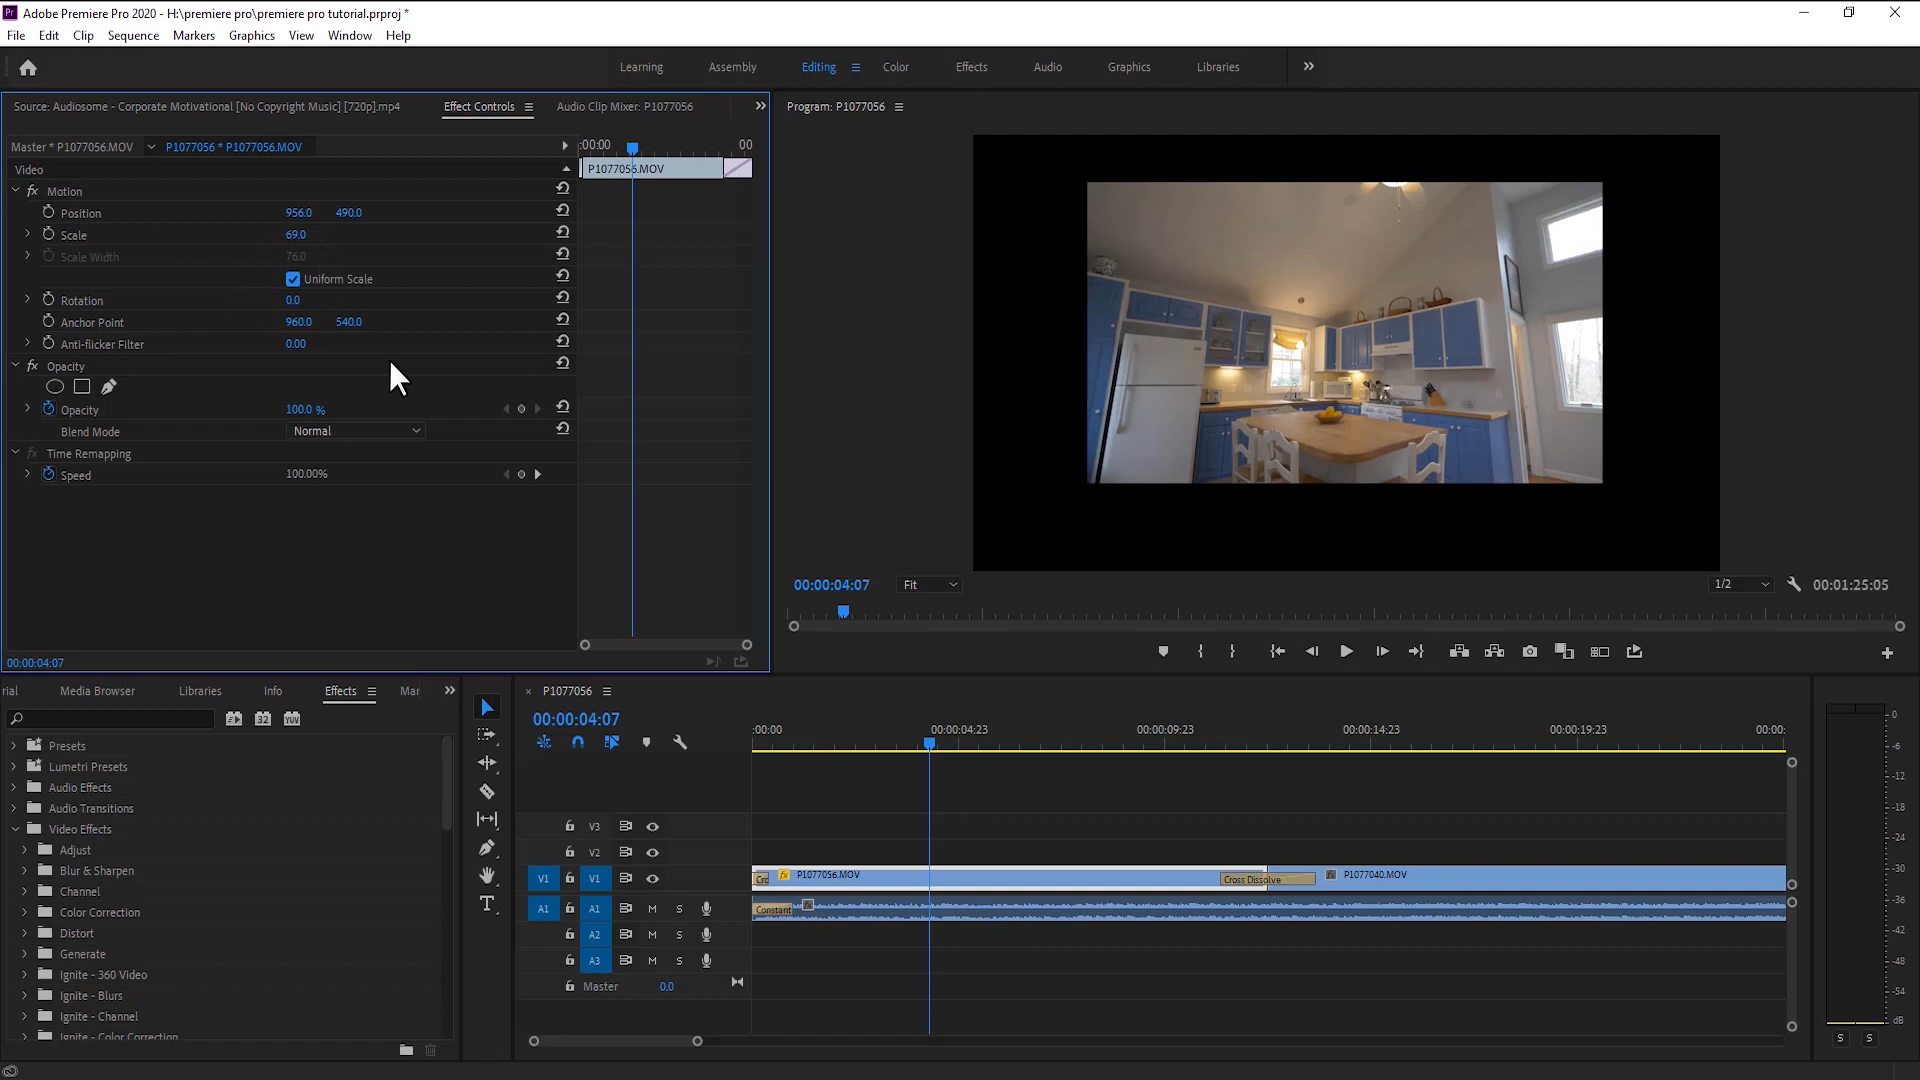 Adobe Premiere Pro 2020 - H:\premiere pro\premiere pro tutorial.prproj *
File Edit Clip Sequence Markers Graphics View Window Help
Learning Assembly Editing Color Effects Audio Graphics Libraries
Source: Audiosome - Corporate Motivational [No Copyright Music] [720p].mp4 Effect Controls Audio Clip Mixer: P1077056
Program: P1077056
Master * P1077056.MOV P1077056 * P1077056.MOV :00:00 00
Video P1077056.MOV
fx Motion
Position 956.0 490.0
Scale 69.0
Scale Width 76.0
Uniform Scale
Rotation 0.0
Anchor Point 960.0 540.0
Anti-flicker Filter 0.00
fx Opacity
Opacity 100.0 %
Blend Mode Normal
fx Time Remapping
Speed 100.00%
00:00:04:07 Fit 1/2 00:01:25:05
00:00:04:07
rial Media Browser Libraries Info Effects Mar
32 YUV
Presets
Lumetri Presets
Audio Effects
Audio Transitions
Video Effects
Adjust
Blur & Sharpen
Channel
Color Correction
Distort
Generate
Ignite - 360 Video
Ignite - Blurs
Ignite - Channel
Ignite - Color Correction
T
× P1077056
00:00:04:07
:00:00 00:00:04:23 00:00:09:23 00:00:14:23 00:00:19:23 00:00:
V3
V2
V1 V1 Cro fx P1077056.MOV Cross Dissolve fx P1077040.MOV
A1 A1 M S Constant
A2 M S
A3 M S
Master 0.0
0
-6
-12
-18
-24
-30
-36
-42
-48
-54
dB
S S